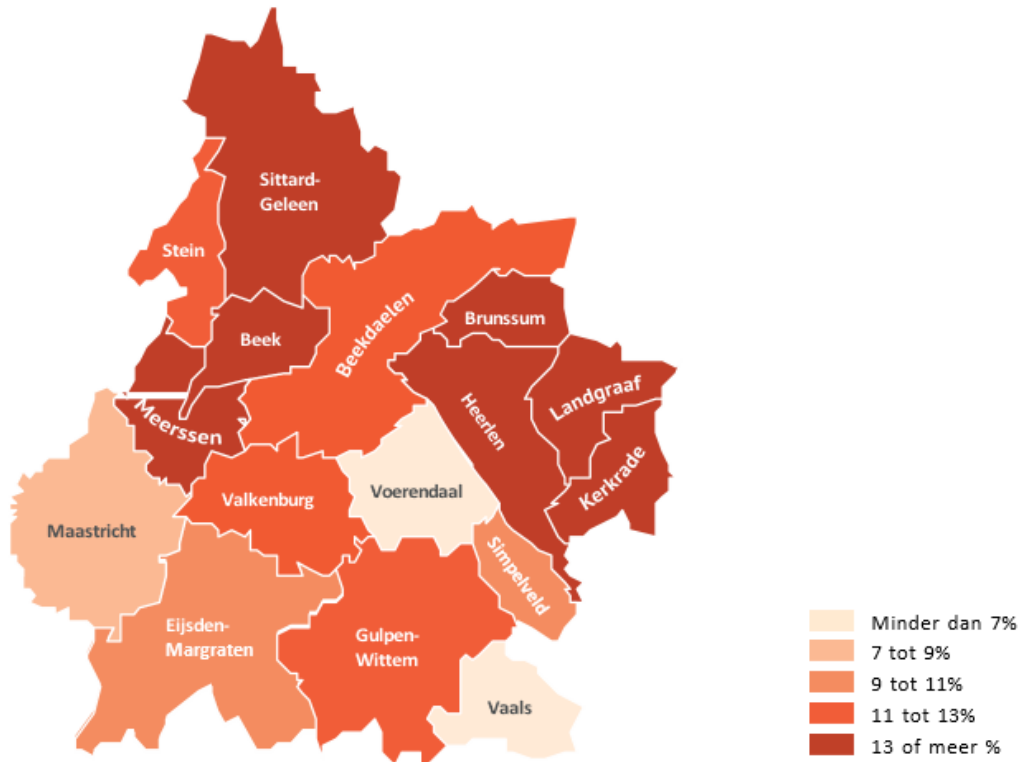 Sittard-
Geleen
Stein
Beekdaelen
Brunssum
Beek
Landgraaf
Heerlen
Meerssen
Kerkrade
Voerendaal
Valkenburg
Maastricht
Simpelveld
Eijsden-
Margraten
Gulpen-
Wittem
Vaals
Minder dan 7%
7 tot 9%
9 tot 11%
11 tot 13%
13 of meer %